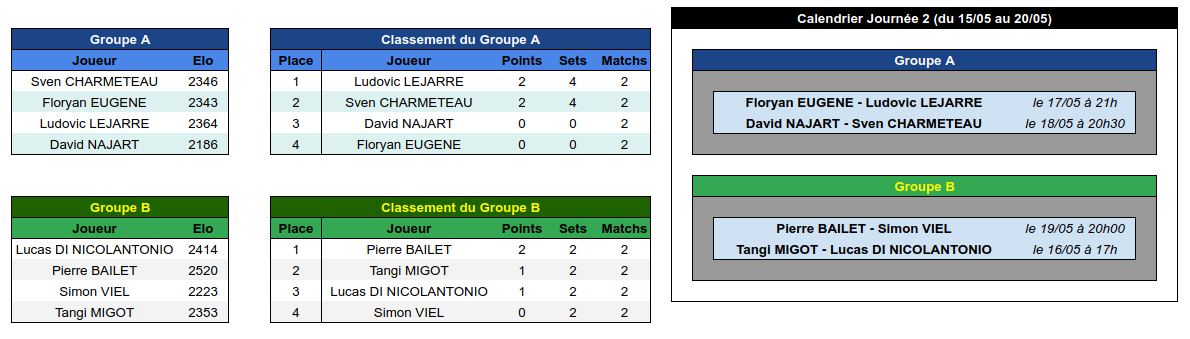 Groupe A
Joueur Elo
Sven CHARMETEAU 2346
Floryan EUGENE 2343
Ludovic LEJARRE 2364
David NAJART 2186
Classement du Groupe A
Place Joueur Points Sets Matchs
1 Ludovic LEJARRE 2 4 2
2 Sven CHARMETEAU 2 4 2
3 David NAJART 0 0 2
4 Floryan EUGENE 0 0 2
Groupe B
Joueur Elo
Lucas DI NICOLANTONIO 2414
Pierre BAILET 2520
Simon VIEL 2223
Tangi MIGOT 2353
Classement du Groupe B
Place Joueur Points Sets Matchs
1 Pierre BAILET 2 2 2
2 Tangi MIGOT 1 2 2
3 Lucas DI NICOLANTONIO 1 2 2
4 Simon VIEL 0 2 2
Calendrier Journée 2 (du 15/05 au 20/05)
Groupe A
Floryan EUGENE - Ludovic LEJARRE le 17/05 à 21h
David NAJART - Sven CHARMETEAU le 18/05 à 20h30
Groupe B
Pierre BAILET - Simon VIEL le 19/05 à 20h00
Tangi MIGOT - Lucas DI NICOLANTONIO le 16/05 à 17h